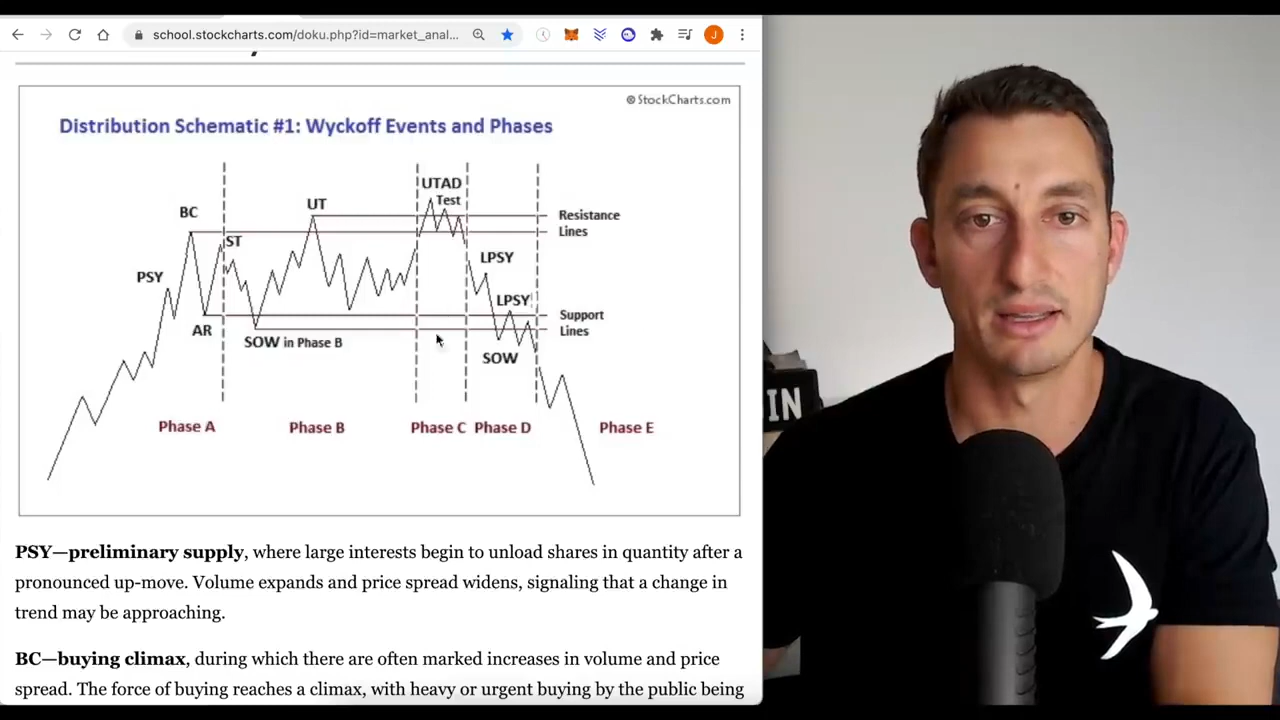 school.stockcharts.com/doku.php?id=market_anal...
J
© StockCharts.com
Distribution Schematic #1: Wyckoff Events and Phases
UTAD
Test
BC
UT
Resistance
Lines
ST
PSY
LPSY
LPSY
AR
SOW in Phase B
Support
Lines
SOW
Phase A
Phase B
Phase C
Phase D
Phase E
PSY—preliminary supply, where large interests begin to unload shares in quantity after a
pronounced up-move. Volume expands and price spread widens, signaling that a change in
trend may be approaching.
BC—buying climax, during which there are often marked increases in volume and price
spread. The force of buying reaches a climax, with heavy or urgent buying by the public being
IN